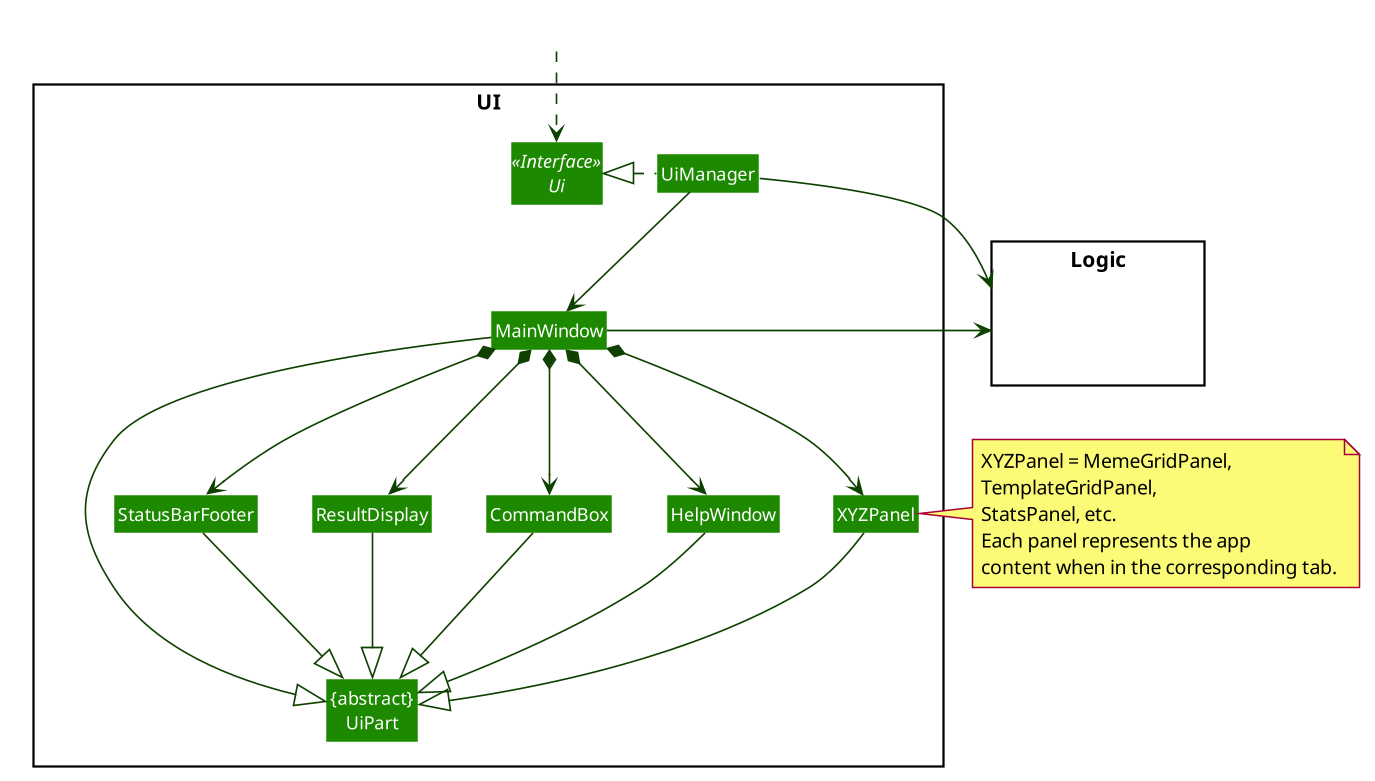 UI
«Interface»
Ui
UiManager
Logic
MainWindow
StatusBarFooter
ResultDisplay
CommandBox
HelpWindow
XYZPanel
XYZPanel = MemeGridPanel,
TemplateGridPanel,
StatsPanel, etc.
Each panel represents the app
content when in the corresponding tab.
{abstract}
UiPart